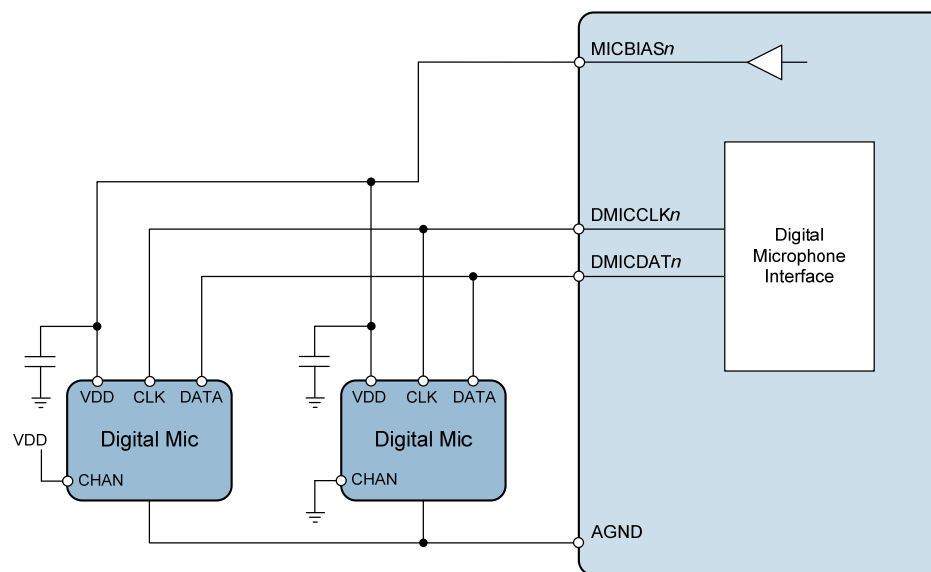 MICBIASn
DMICCLKn
DMICDATn
Digital
Microphone
Interface
VDD CLK DATA
Digital Mic
VDD
CHAN
VDD CLK DATA
Digital Mic
CHAN
AGND